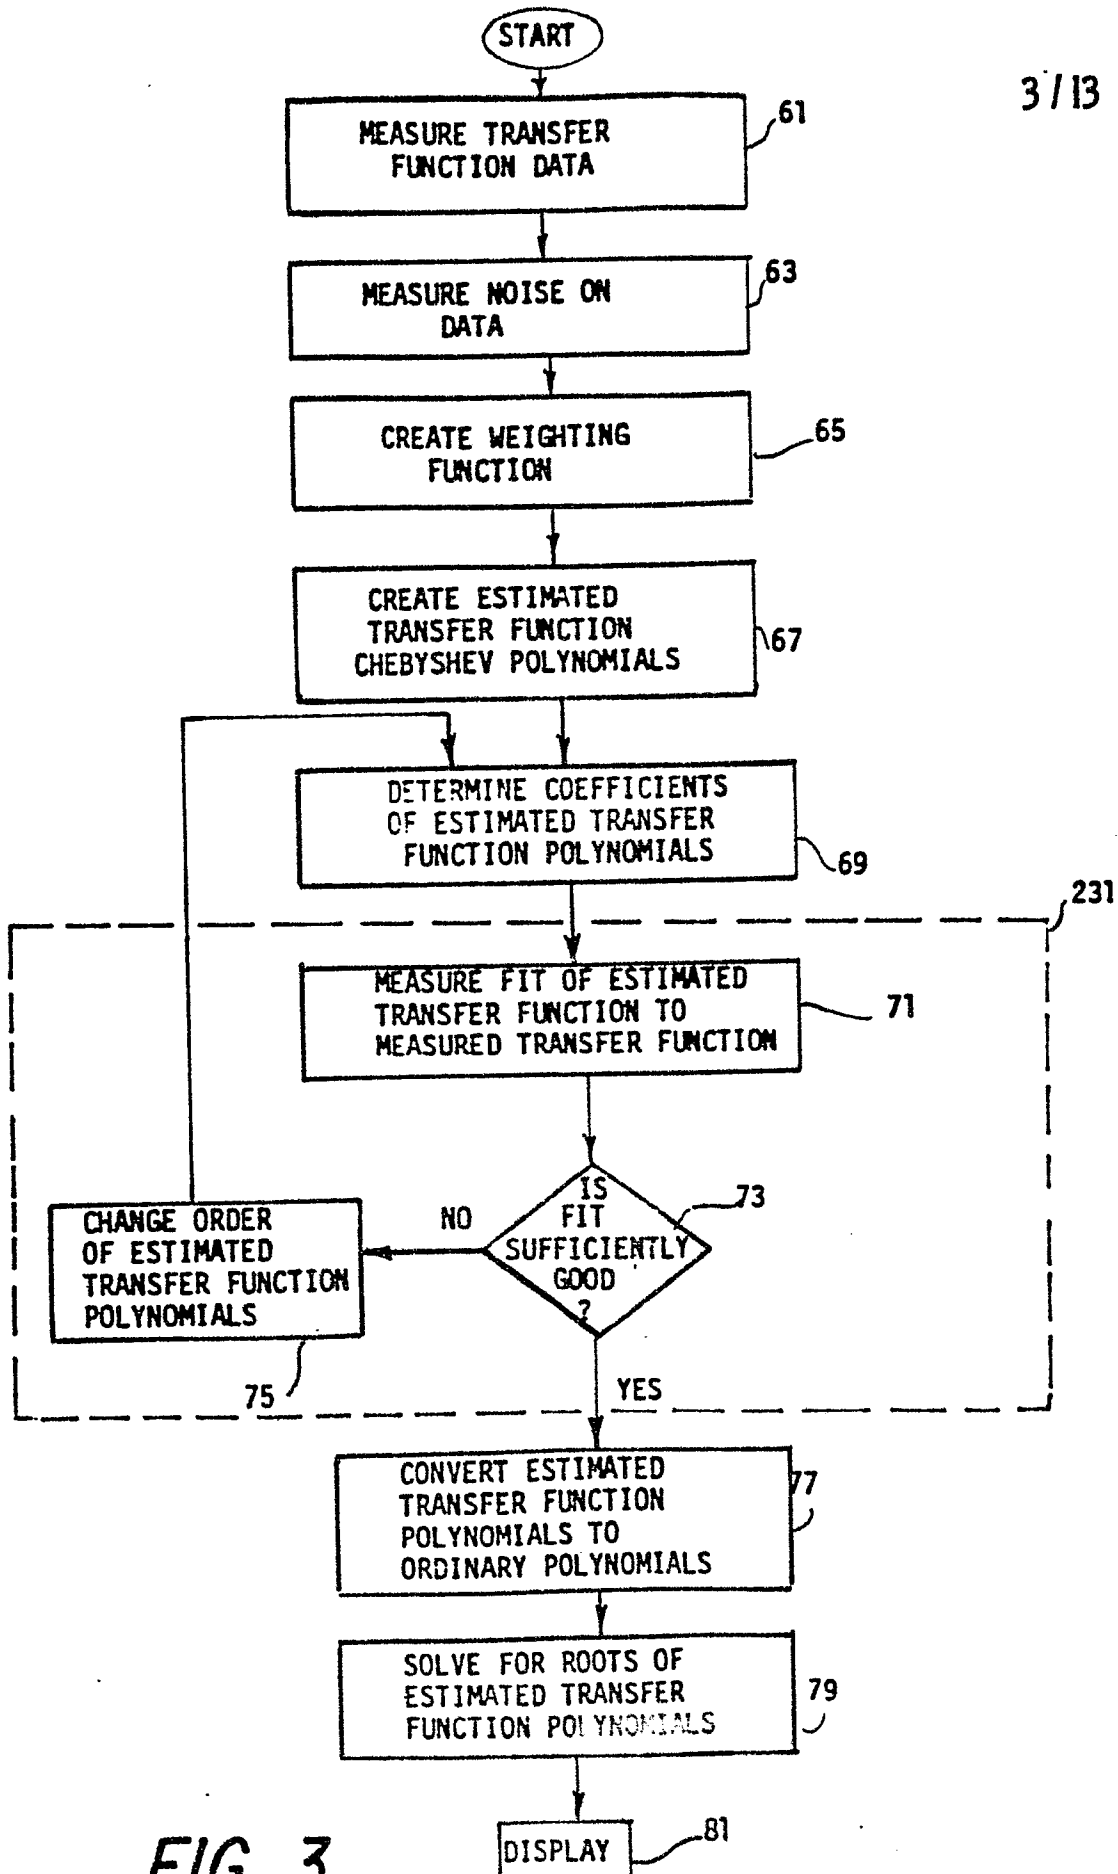 START
3/13
MEASURE TRANSFER
FUNCTION DATA
61
MEASURE NOISE ON
DATA
63
CREATE WEIGHTING
FUNCTION
65
CREATE ESTIMATED
TRANSFER FUNCTION
CHEBYSHEV POLYNOMIALS
67
DETERMINE COEFFICIENTS
OF ESTIMATED TRANSFER
FUNCTION POLYNOMIALS
69
231
MEASURE FIT OF ESTIMATED
TRANSFER FUNCTION TO
MEASURED TRANSFER FUNCTION
71
IS
FIT
SUFFICIENTLY
GOOD
?
73
NO
CHANGE ORDER
OF ESTIMATED
TRANSFER FUNCTION
POLYNOMIALS
75
YES
CONVERT ESTIMATED
TRANSFER FUNCTION
POLYNOMIALS TO
ORDINARY POLYNOMIALS
77
SOLVE FOR ROOTS OF
ESTIMATED TRANSFER
FUNCTION POLYNOMIALS
79
DISPLAY
81
FIG 3